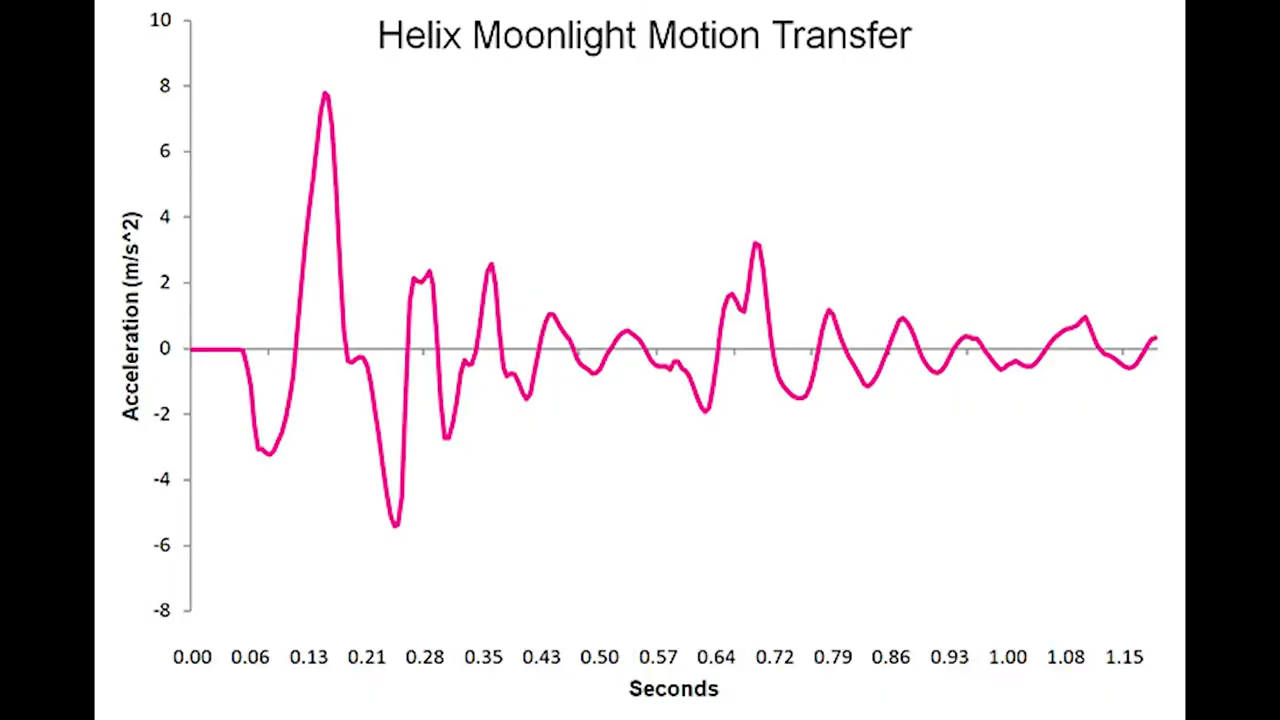 Helix Moonlight Motion Transfer
10
8
6
4
2
0
-2
-4
-6
-8
Acceleration (m/s^2)
0.00 0.06 0.13 0.21 0.28 0.35 0.43 0.50 0.57 0.64 0.72 0.79 0.86 0.93 1.00 1.08 1.15
Seconds